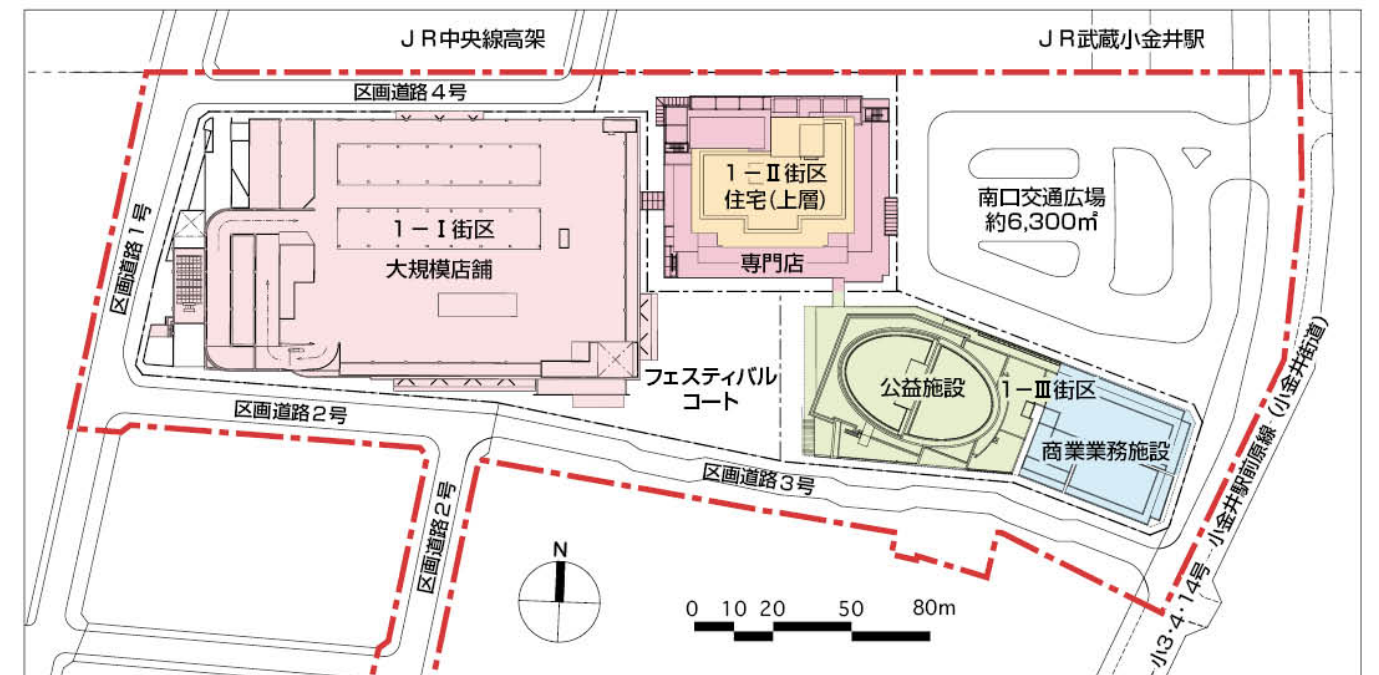 JR中央線高架
JR武蔵小金井駅
区画道路4号
1-Ⅱ街区
住宅(上層)
南口交通広場
約6,300㎡
区画道路1号
1-Ⅰ街区
大規模店舗
専門店
フェスティバル
コート
公益施設
1-Ⅲ街区
商業業務施設
区画道路2号
区画道路3号
区画道路2号
小3・4・14号 小金井駅前原線(小金井街道)
N
0 10 20 50 80m